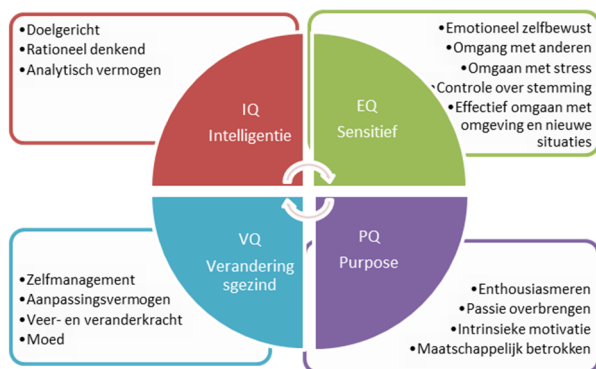 •Doelgericht
•Rationeel denkend
•Analytisch vermogen
•Emotioneel zelfbewust
•Omgang met anderen
•Omgaan met stress
•Controle over stemming
•Effectief omgaan met
omgeving en nieuwe
situaties
IQ
Intelligentie
EQ
Sensitief
VQ
Verandering
sgezind
PQ
Purpose
•Zelfmanagement
•Aanpassingsvermogen
•Veer- en veranderkracht
•Moed
•Enthousiasmeren
•Passie overbrengen
•Intrinsieke motivatie
•Maatschappelijk betrokken